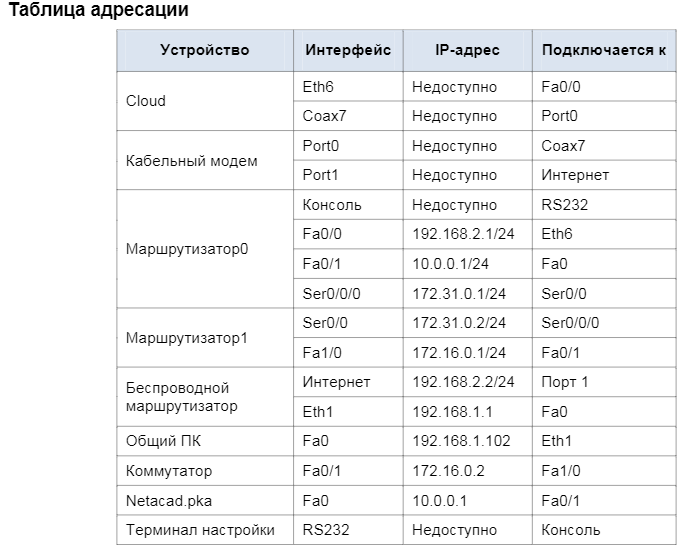 Таблица адресации
Устройство Интерфейс IP-адрес Подключается к
Cloud Eth6 Недоступно Fa0/0
Coax7 Недоступно Port0
Кабельный модем Port0 Недоступно Coax7
Port1 Недоступно Интернет
Маршрутизатор0 Консоль Недоступно RS232
Fa0/0 192.168.2.1/24 Eth6
Fa0/1 10.0.0.1/24 Fa0
Ser0/0/0 172.31.0.1/24 Ser0/0
Маршрутизатор1 Ser0/0 172.31.0.2/24 Ser0/0/0
Fa1/0 172.16.0.1/24 Fa0/1
Беспроводной
маршрутизатор Интернет 192.168.2.2/24 Порт 1
Eth1 192.168.1.1 Fa0
Общий ПК Fa0 192.168.1.102 Eth1
Коммутатор Fa0/1 172.16.0.2 Fa1/0
Netacad.pka Fa0 10.0.0.1 Fa0/1
Терминал настройки RS232 Недоступно Консоль